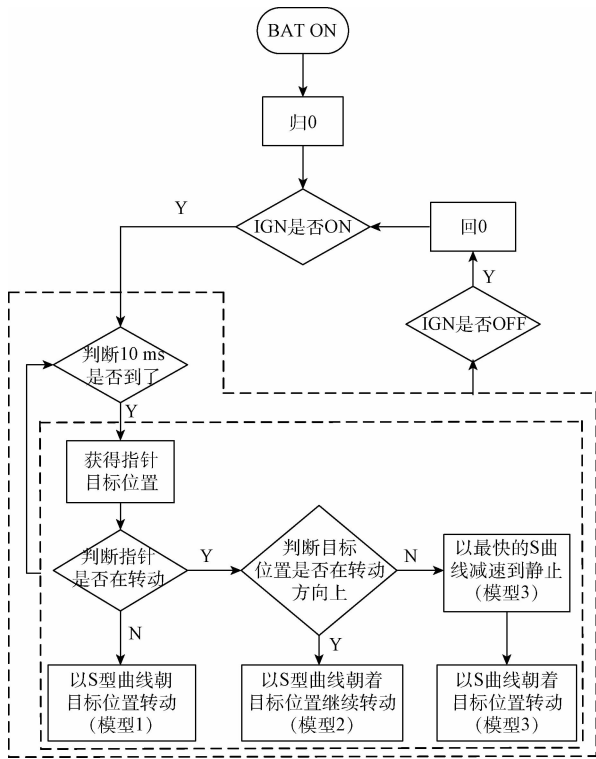 BAT ON
归0
Y
IGN是否ON
回0
Y
IGN是否OFF
判断10 ms
是否到了
Y
获得指针
目标位置
判断指针
是否在转动
Y
判断目标
位置是否在转动
方向上
N
以最快的S曲
线减速到静止
（模型3）
N
Y
以S型曲线朝
目标位置转动
（模型1）
以S型曲线朝着
目标位置继续转动
（模型2）
以S曲线朝着
目标位置转动
（模型3）